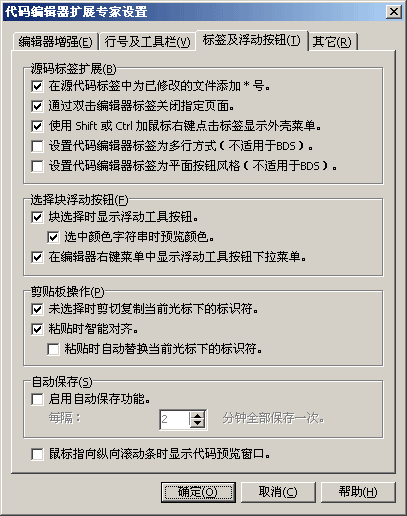 代码编辑器扩展专家设置
编辑器增强(E) 行号及工具栏(V) 标签及浮动按钮(T) 其它(R)
源码标签扩展(B)
在源代码标签中为已修改的文件添加 * 号。
通过双击编辑器标签关闭指定页面。
使用 Shift 或 Ctrl 加鼠标右键点击标签显示外壳菜单。
设置代码编辑器标签为多行方式（不适用于BDS）。
设置代码编辑器标签为平面按钮风格（不适用于BDS）。
选择块浮动按钮(F)
块选择时显示浮动工具按钮。
选中颜色字符串时预览颜色。
在编辑器右键菜单中显示浮动工具按钮下拉菜单。
剪贴板操作(P)
未选择时剪切复制当前光标下的标识符。
粘贴时智能对齐。
粘贴时自动替换当前光标下的标识符。
自动保存(S)
启用自动保存功能。
每隔： 2 分钟全部保存一次。
鼠标指向纵向滚动条时显示代码预览窗口。
确定(O) 取消(C) 帮助(H)